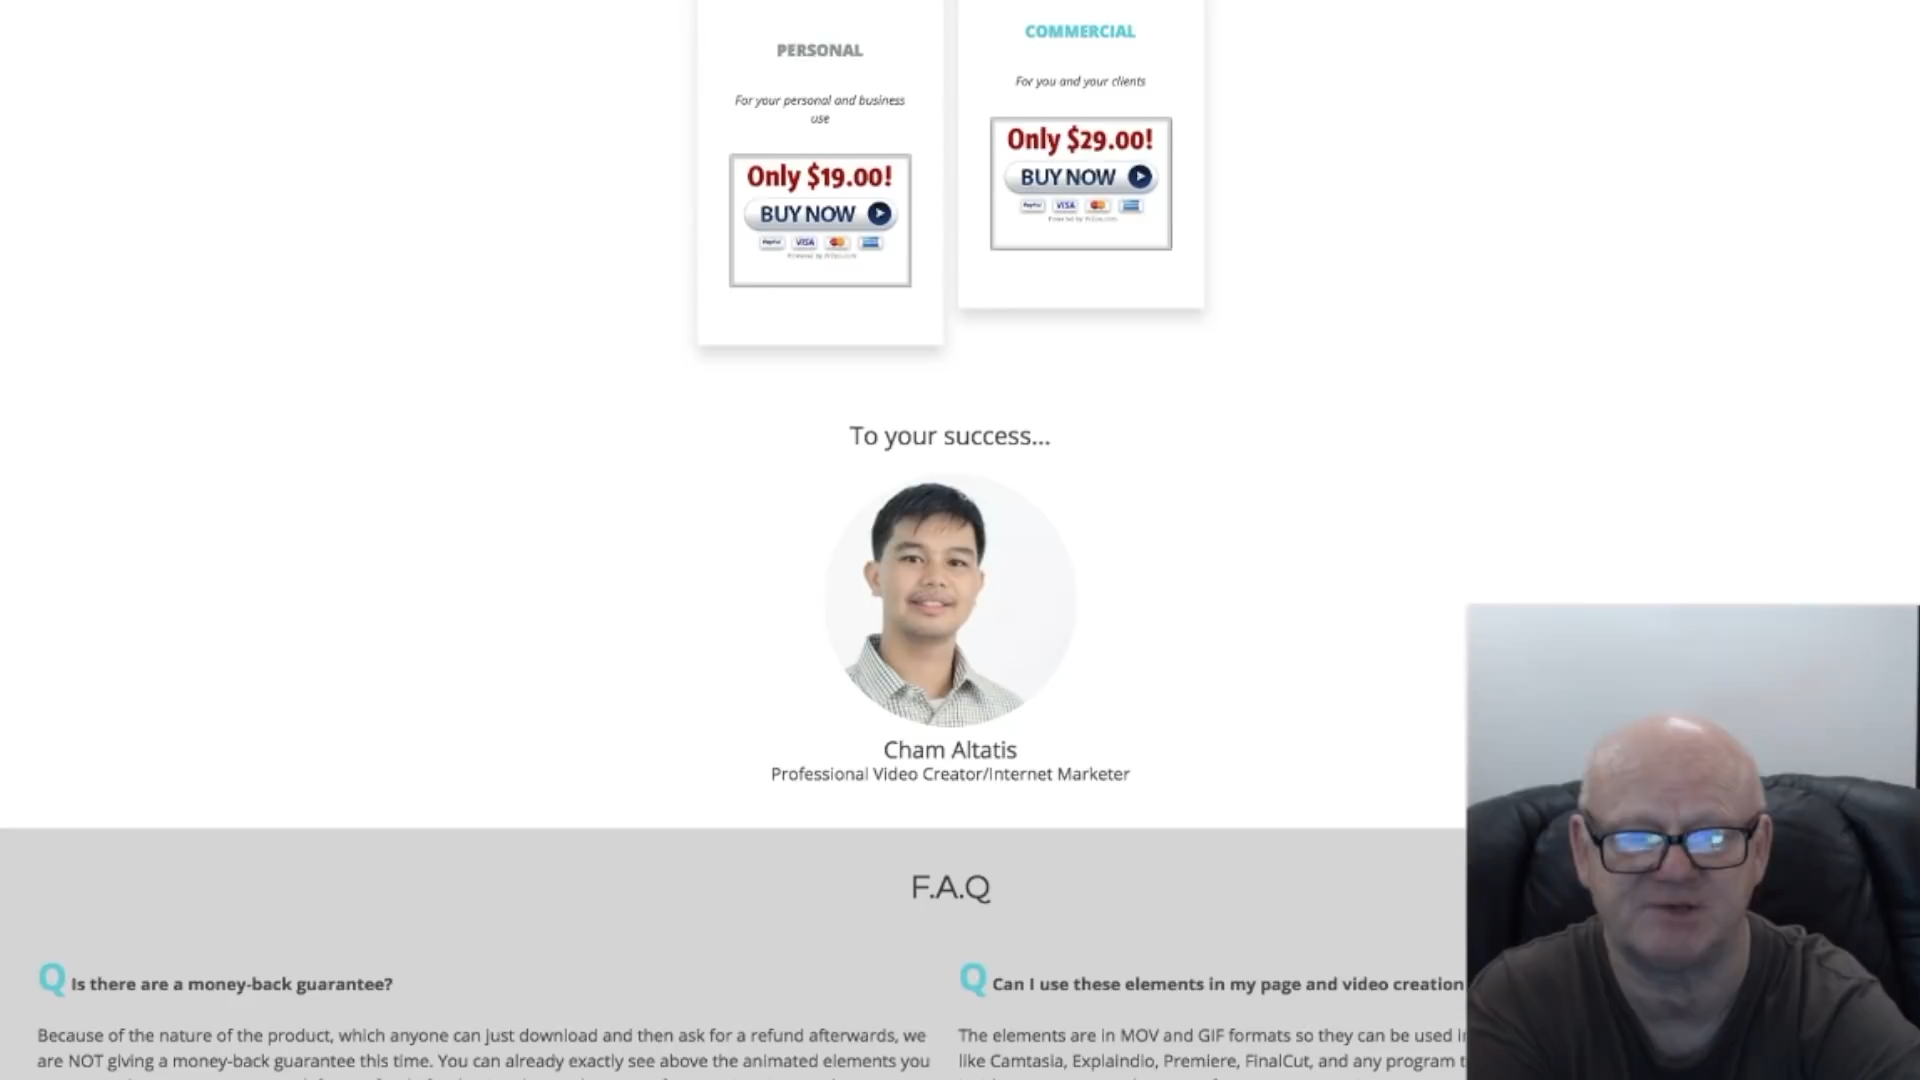 PERSONAL
For your personal and business
use
Only $19.00!
BUY NOW
PayPal VISA
COMMERCIAL
For you and your clients
Only $29.00!
BUY NOW
PayPal VISA
To your success...
Cham Altatis
Professional Video Creator/Internet Marketer
F.A.Q
Q Is there are a money-back guarantee?
Because of the nature of the product, which anyone can just download and then ask for a refund afterwards, we
are NOT giving a money-back guarantee this time. You can already exactly see above the animated elements you
Q Can I use these elements in my page and video creation
The elements are in MOV and GIF formats so they can be used
like Camtasia, Explaindio, Premiere, FinalCut, and any program